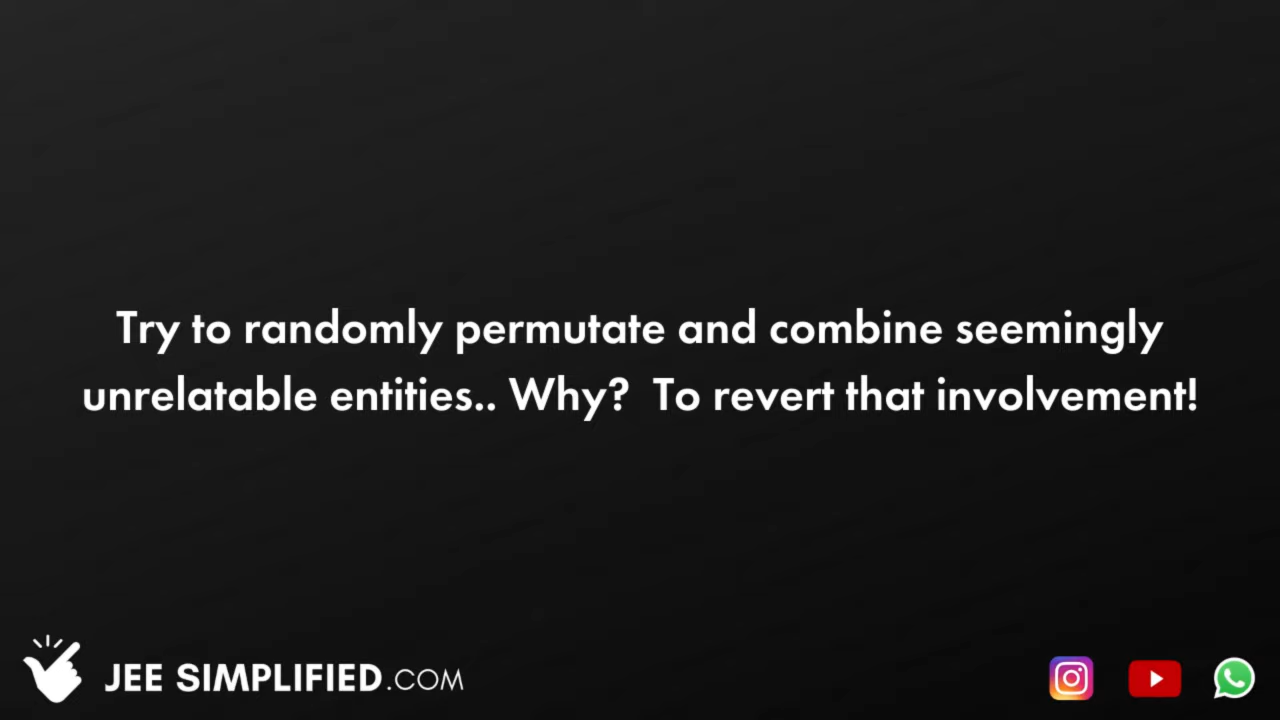 Try to randomly permutate and combine seemingly
unrelatable entities.. Why?  To revert that involvement!
JEE SIMPLIFIED.COM